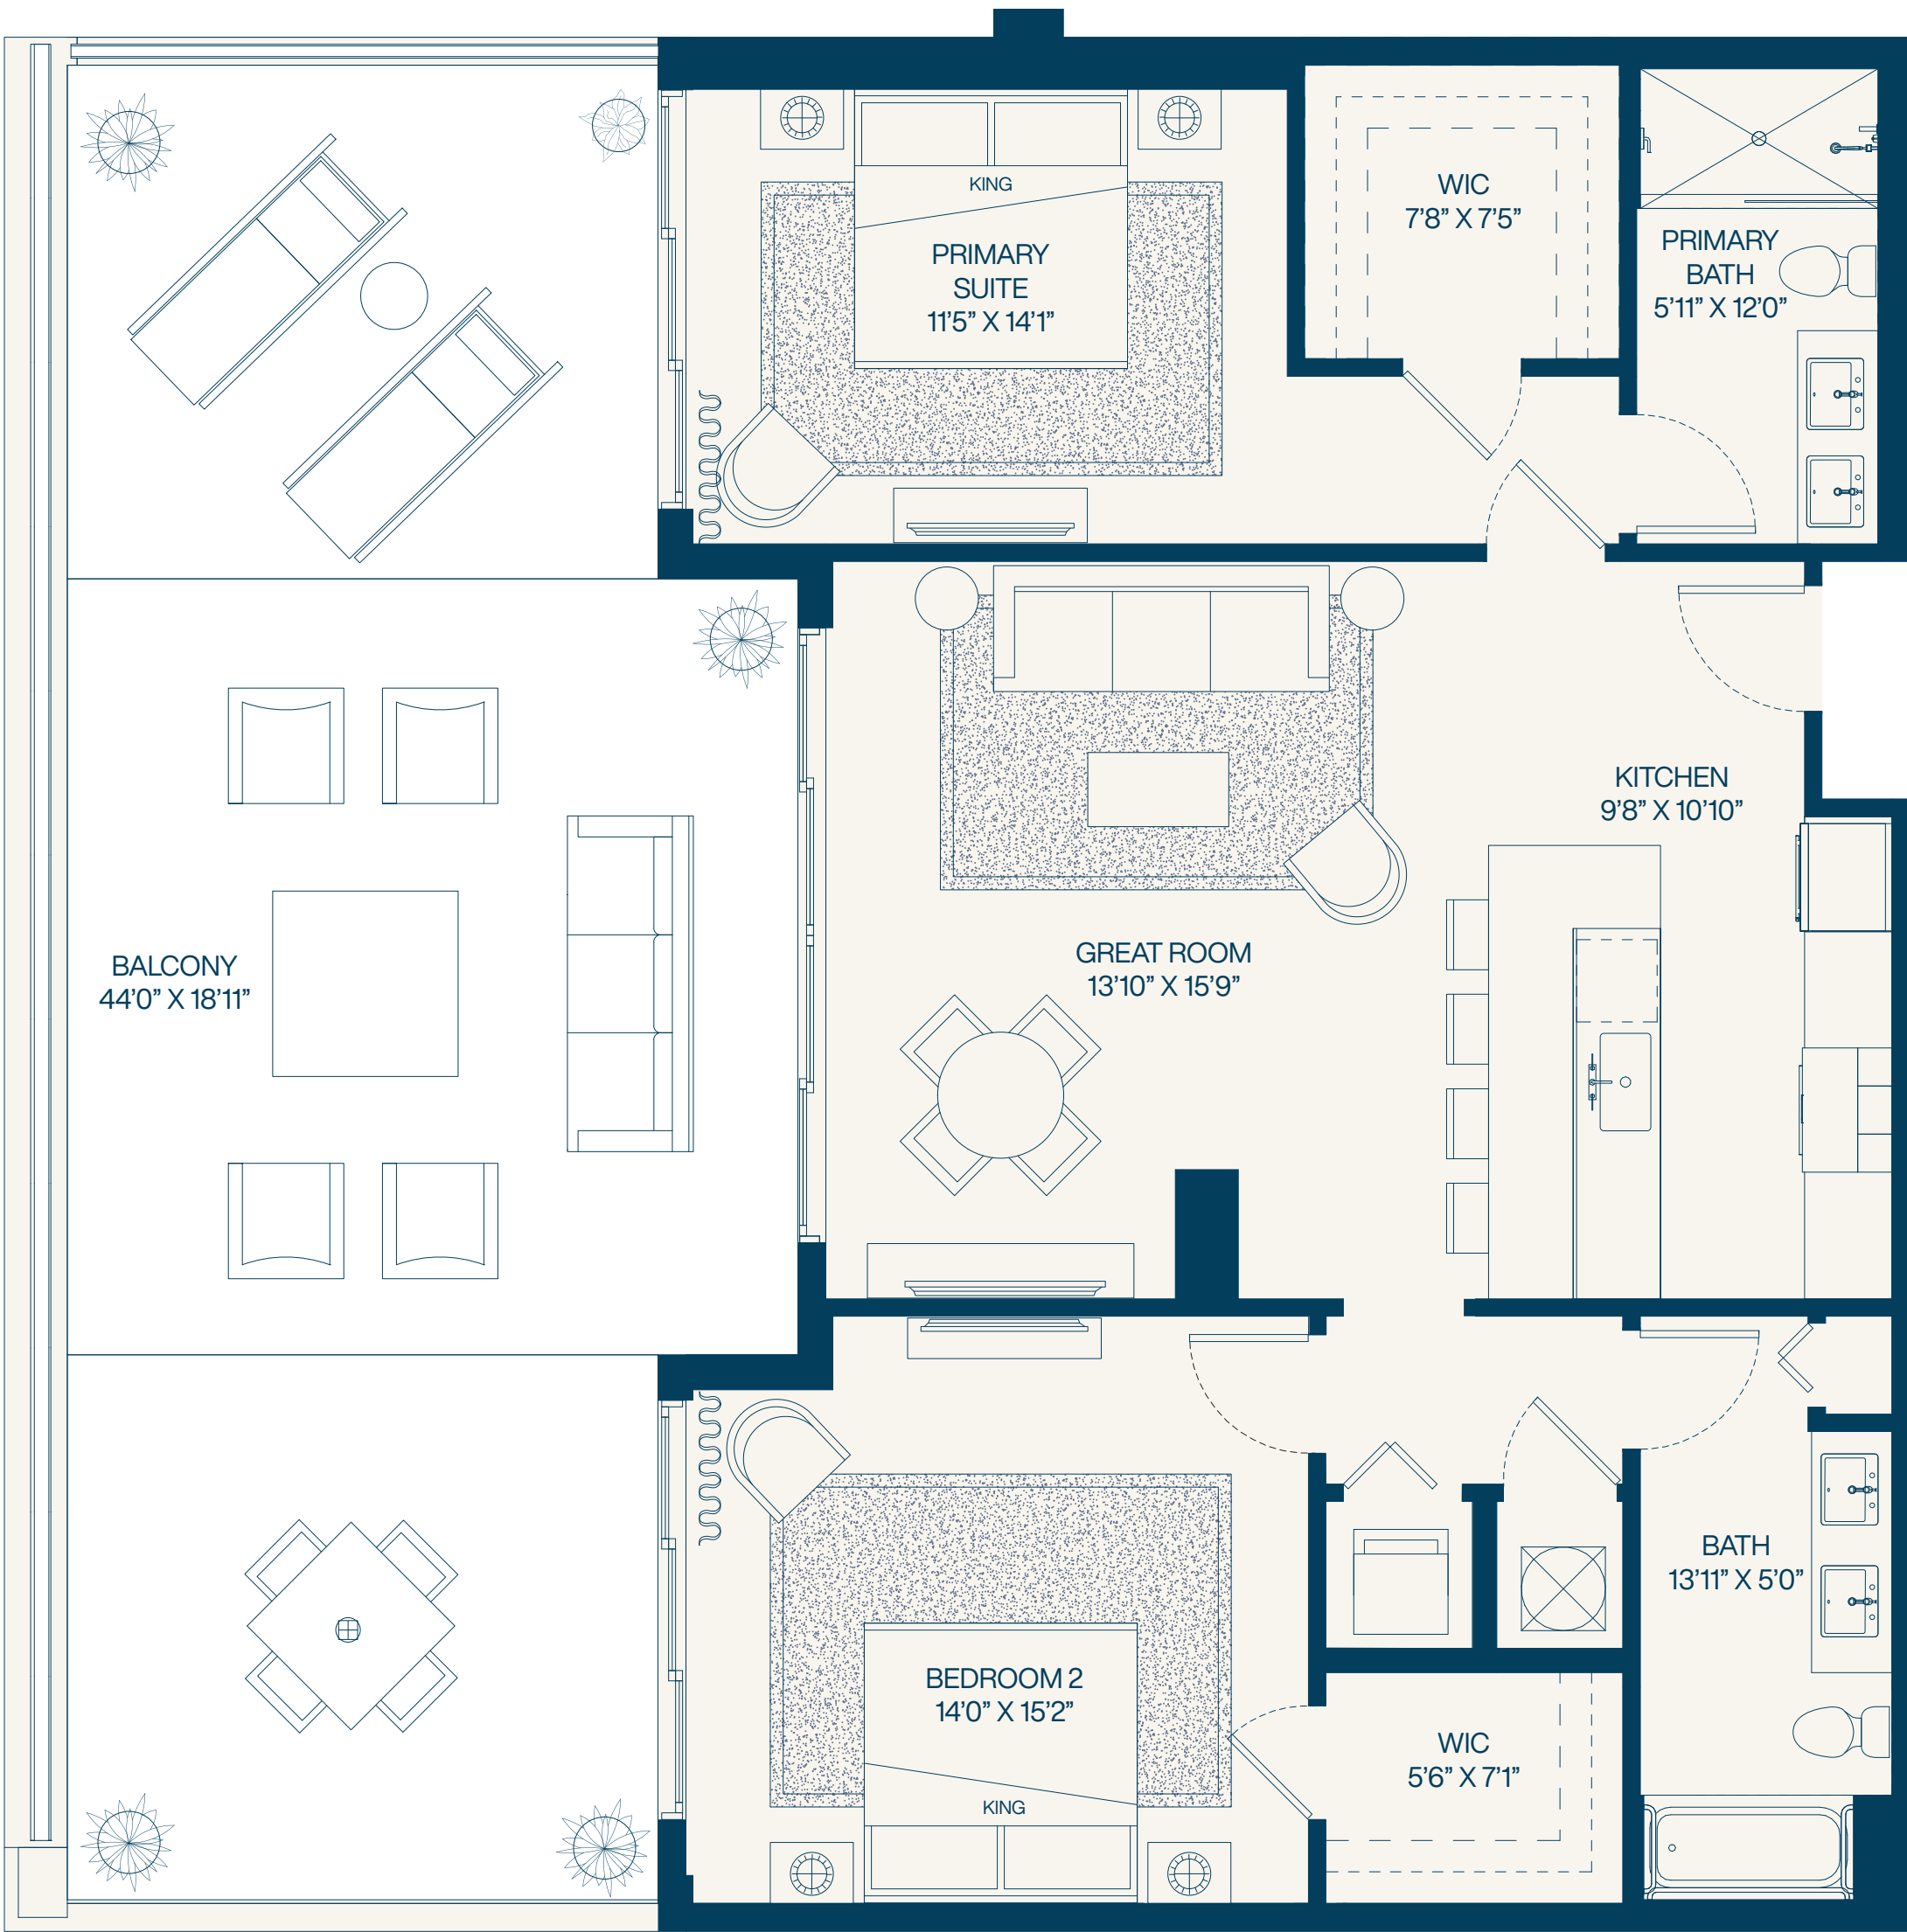 KING
PRIMARY
SUITE
11'5” X 14'1”
WIC
7'8” X 7'5”
PRIMARY
BATH
5'11” X 12'0”
KITCHEN
9'8” X 10'10”
GREAT ROOM
13'10” X 15'9”
BALCONY
44'0” X 18'11”
BATH
13'11” X 5'0”
BEDROOM 2
14'0” X 15'2”
KING
WIC
5'6” X 7'1”